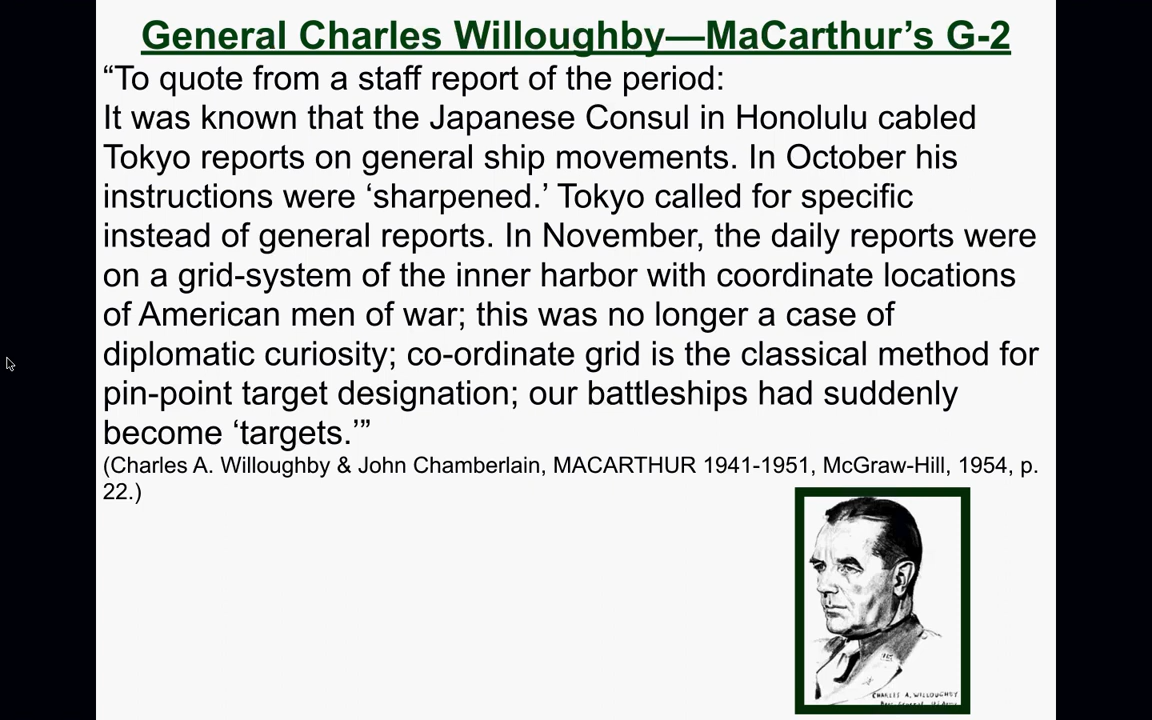 General Charles Willoughby—MaCarthur’s G-2
“To quote from a staff report of the period:
It was known that the Japanese Consul in Honolulu cabled
Tokyo reports on general ship movements. In October his
instructions were ‘sharpened.’ Tokyo called for specific
instead of general reports. In November, the daily reports were
on a grid-system of the inner harbor with coordinate locations
of American men of war; this was no longer a case of
diplomatic curiosity; co-ordinate grid is the classical method for
pin-point target designation; our battleships had suddenly
become ‘targets.’”
(Charles A. Willoughby & John Chamberlain, MACARTHUR 1941-1951, McGraw-Hill, 1954, p.
22.)
CHARLES A. WILLOUGHBY